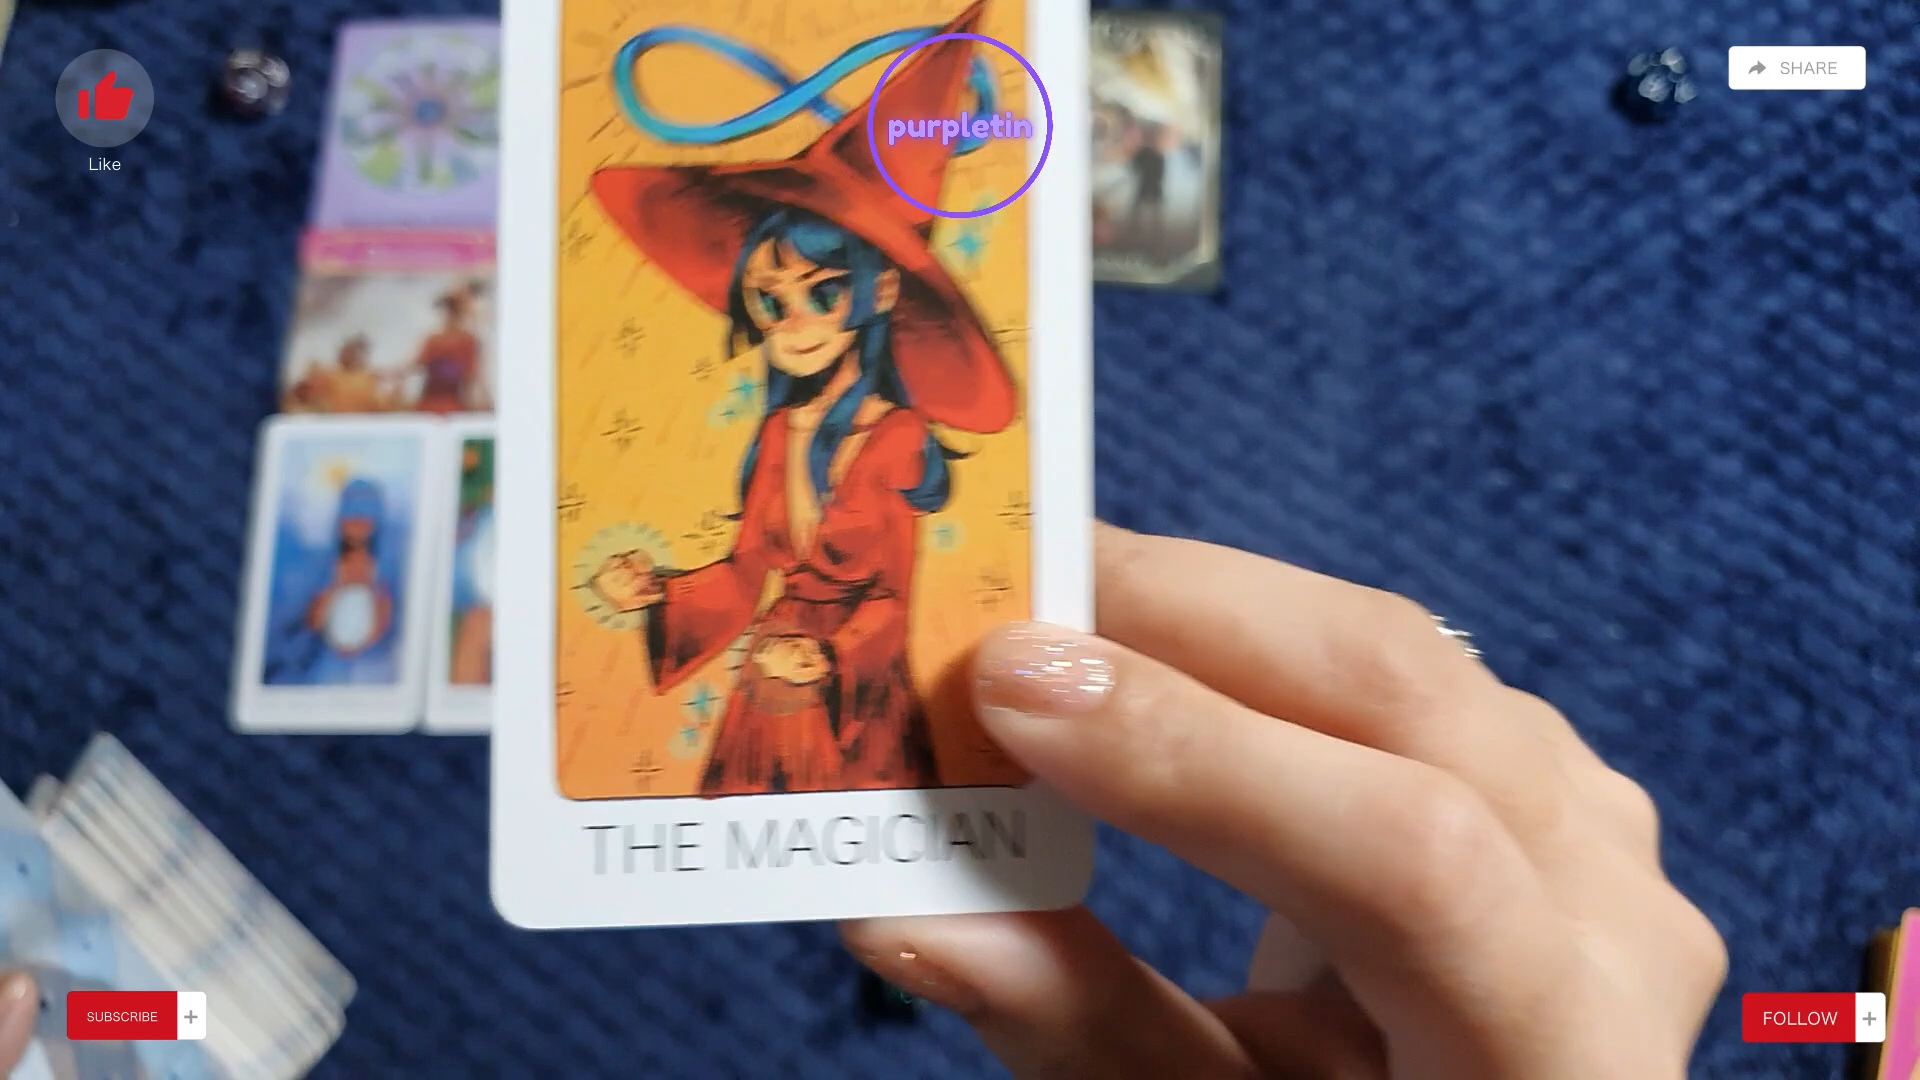 SHARE
purpletin
Like
THE MAGICIAN
SUBSCRIBE +
FOLLOW +